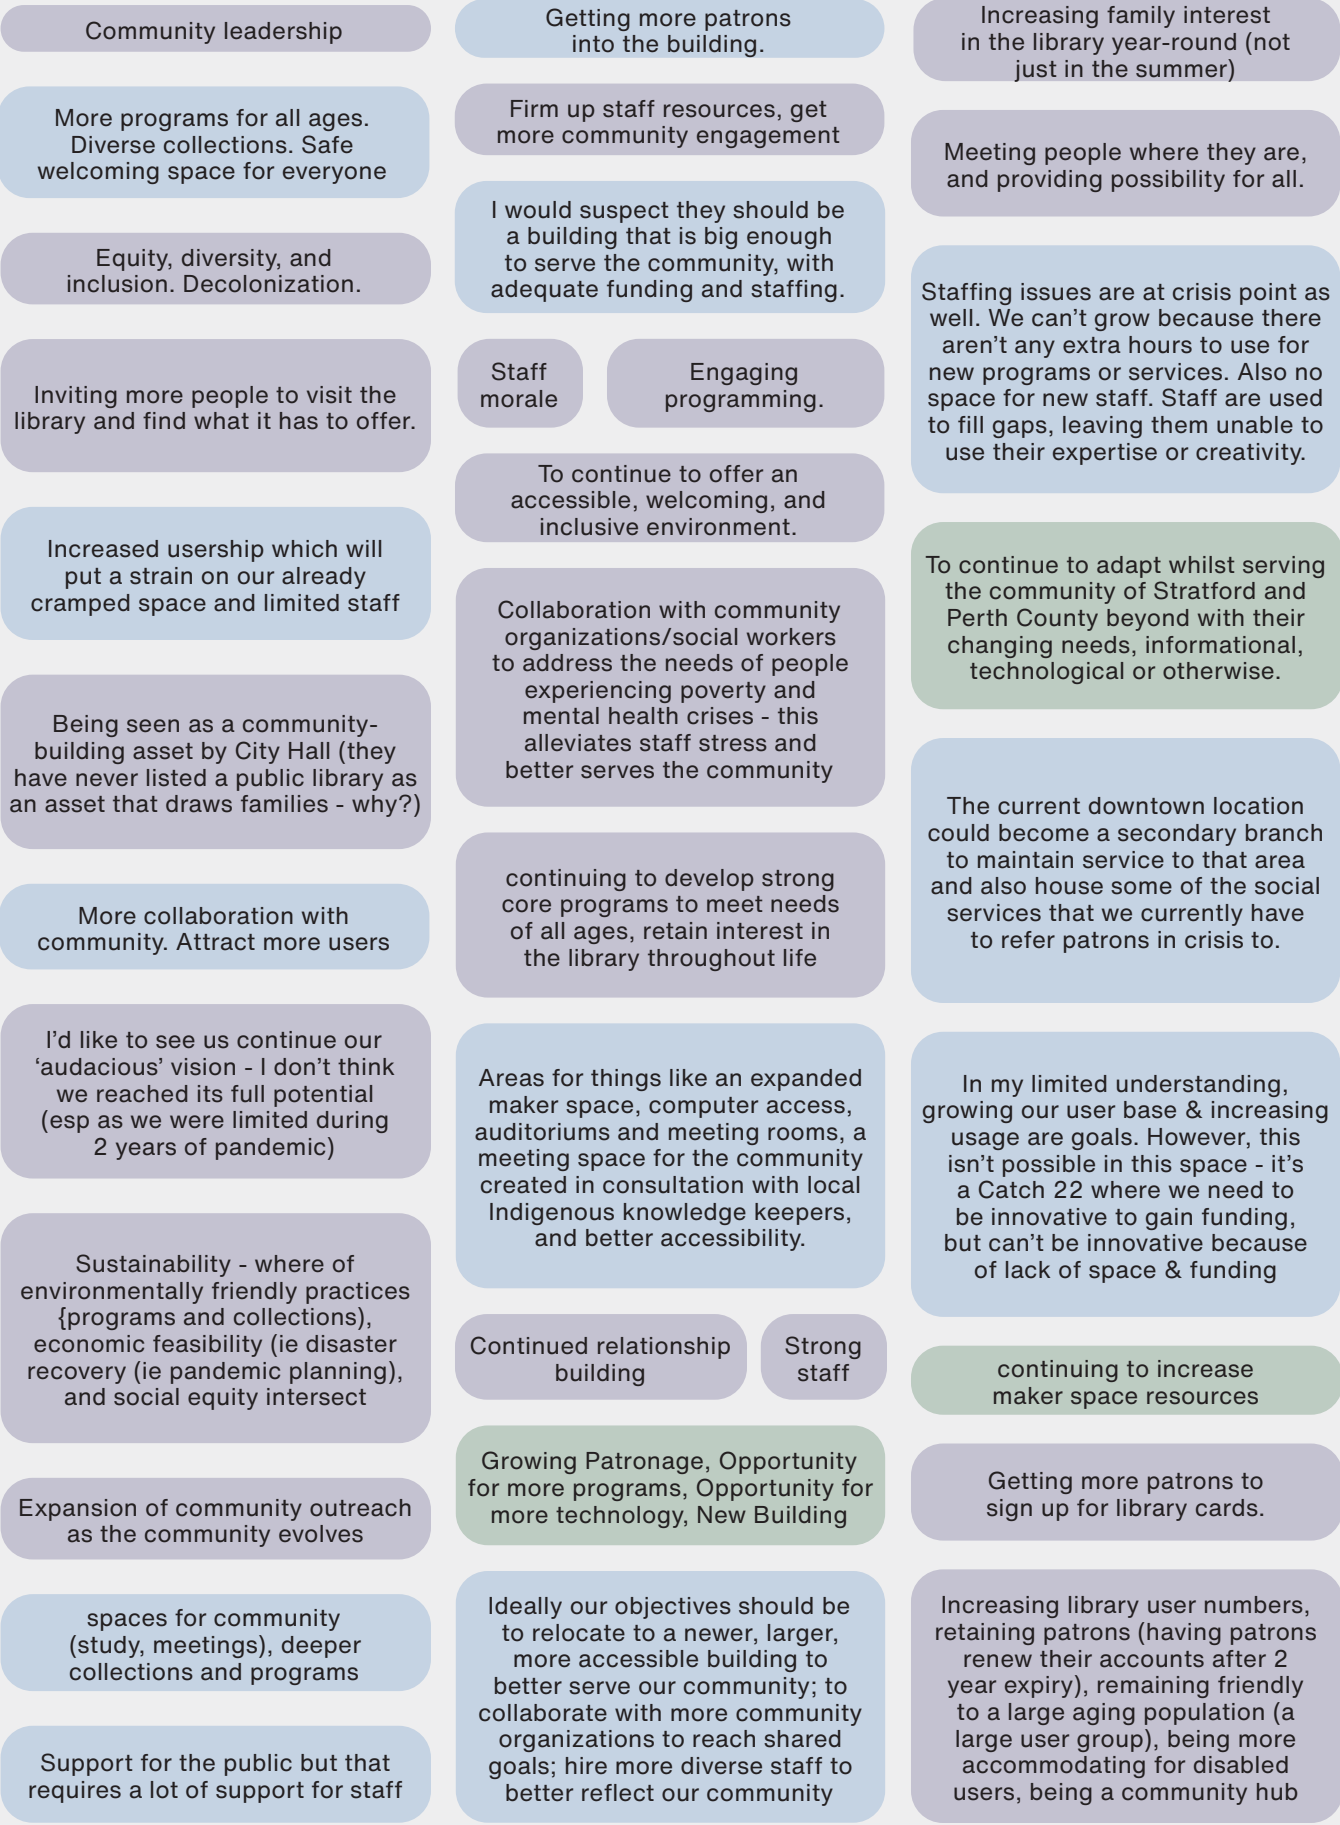 Community leadership
More programs for all ages.
Diverse collections. Safe
welcoming space for everyone
Equity, diversity, and
inclusion. Decolonization.
Inviting more people to visit the
library and find what it has to offer.
Increased usership which will
put a strain on our already
cramped space and limited staff
Being seen as a community-
building asset by City Hall (they
have never listed a public library as
an asset that draws families - why?)
More collaboration with
community. Attract more users
I'd like to see us continue our
‘audacious’ vision - I don’t think
we reached its full potential
(esp as we were limited during
2 years of pandemic)
Sustainability - where of
environmentally friendly practices
{programs and collections),
economic feasibility (ie disaster
recovery (ie pandemic planning),
and social equity intersect
Expansion of community outreach
as the community evolves
spaces for community
(study, meetings), deeper
collections and programs
Support for the public but that
requires a lot of support for staff
Getting more patrons
into the building.
Firm up staff resources, get
more community engagement
I would suspect they should be
a building that is big enough
to serve the community, with
adequate funding and staffing.
Staff
morale
Engaging
programming.
To continue to offer an
accessible, welcoming, and
inclusive environment.
Collaboration with community
organizations/social workers
to address the needs of people
experiencing poverty and
mental health crises - this
alleviates staff stress and
better serves the community
continuing to develop strong
core programs to meet needs
of all ages, retain interest in
the library throughout life
Areas for things like an expanded
maker space, computer access,
auditoriums and meeting rooms, a
meeting space for the community
created in consultation with local
Indigenous knowledge keepers,
and better accessibility.
Continued relationship
building
Strong
staff
Growing Patronage, Opportunity
for more programs, Opportunity for
more technology, New Building
Ideally our objectives should be
to relocate to a newer, larger,
more accessible building to
better serve our community; to
collaborate with more community
organizations to reach shared
goals; hire more diverse staff to
better reflect our community
Increasing family interest
in the library year-round (not
just in the summer)
Meeting people where they are,
and providing possibility for all.
Staffing issues are at crisis point as
well. We can’t grow because there
aren’t any extra hours to use for
new programs or services. Also no
space for new staff. Staff are used
to fill gaps, leaving them unable to
use their expertise or creativity.
To continue to adapt whilst serving
the community of Stratford and
Perth County beyond with their
changing needs, informational,
technological or otherwise.
The current downtown location
could become a secondary branch
to maintain service to that area
and also house some of the social
services that we currently have
to refer patrons in crisis to.
In my limited understanding,
growing our user base & increasing
usage are goals. However, this
isn’t possible in this space - it’s
a Catch 22 where we need to
be innovative to gain funding,
but can’t be innovative because
of lack of space & funding
continuing to increase
maker space resources
Getting more patrons to
sign up for library cards.
Increasing library user numbers,
retaining patrons (having patrons
renew their accounts after 2
year expiry), remaining friendly
to a large aging population (a
large user group), being more
accommodating for disabled
users, being a community hub